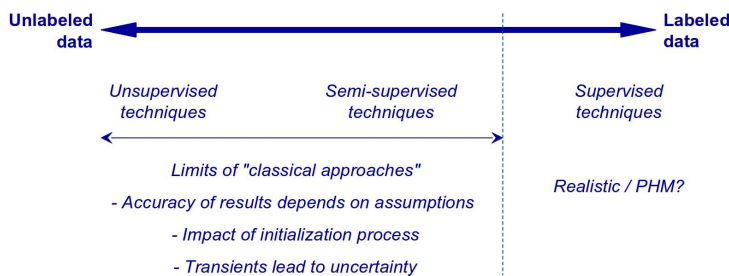 Unlabeled
data
Labeled
data
Unsupervised
techniques
Semi-supervised
techniques
Supervised
techniques
Limits of "classical approaches"
- Accuracy of results depends on assumptions
- Impact of initialization process
- Transients lead to uncertainty
Realistic / PHM?